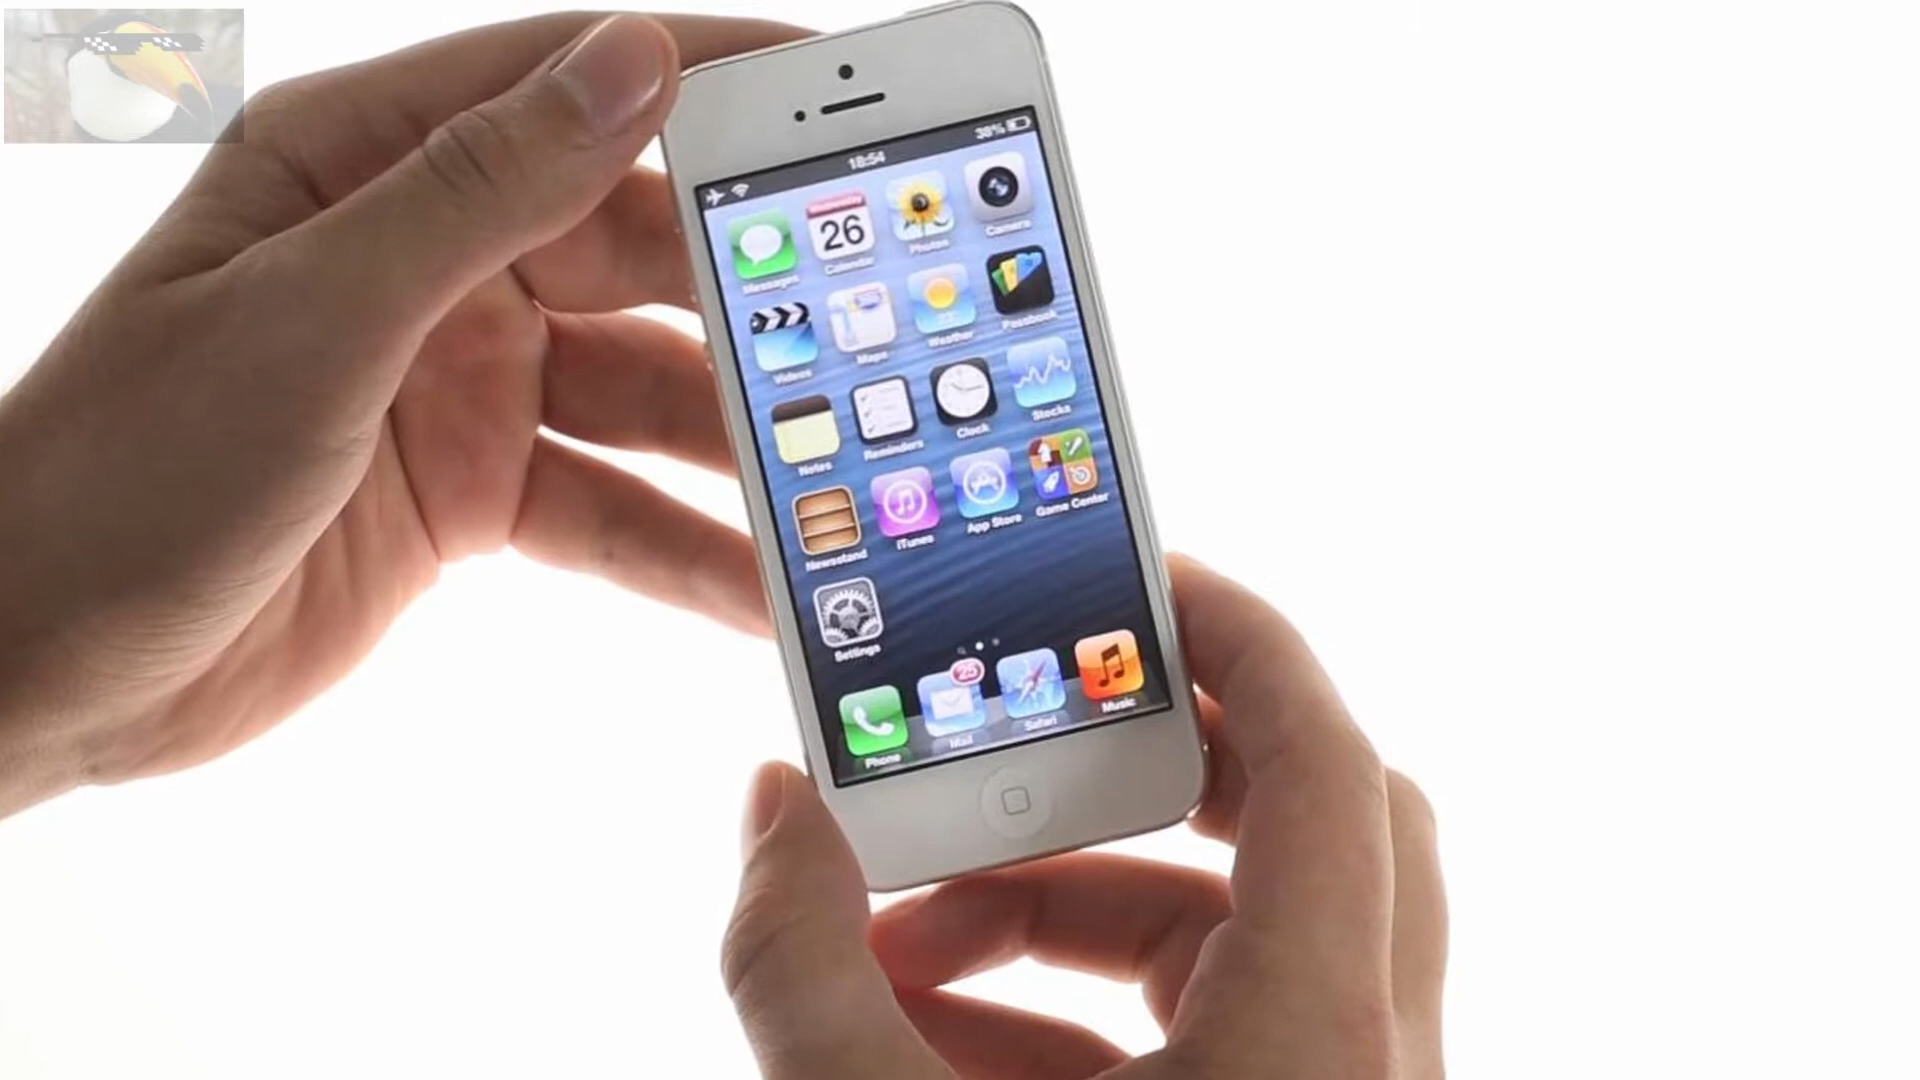 38%
18:54
Wednesday
26
Messages
Calendar
Photos
Camera
Videos
Maps
Weather
Passbook
Notes
Reminders
Clock
Stocks
Newsstand
iTunes
App Store
Game Center
Settings
25
Phone
Mail
Safari
Music